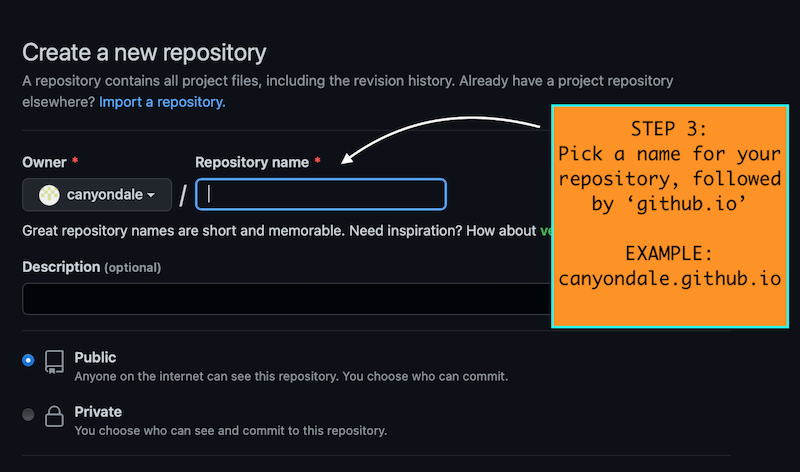 Create a new repository
A repository contains all project files, including the revision history. Already have a project repository
elsewhere? Import a repository.
Owner *
Repository name *
canyondale
/
Great repository names are short and memorable. Need inspiration? How about
Description (optional)
Public
Anyone on the internet can see this repository. You choose who can commit.
Private
You choose who can see and commit to this repository.
STEP 3:
Pick a name for your
repository, followed
by ‘github.io’
EXAMPLE:
canyondale.github.io